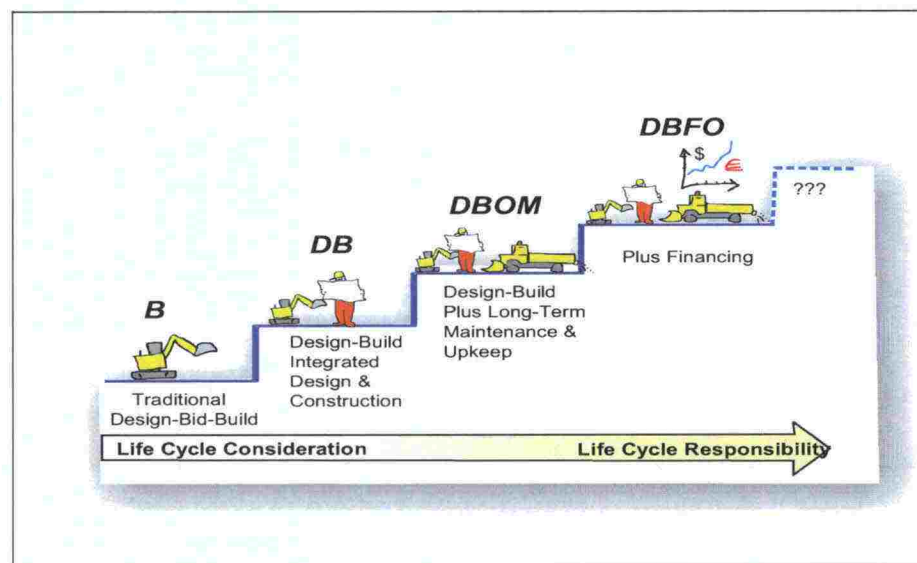 DBFO
$
€
???
DBOM
Plus Financing
DB
Design-Build
Plus Long-Term
Maintenance &
Upkeep
B
Design-Build
Integrated
Design &
Construction
Traditional
Design-Bid-Build
Life Cycle Consideration
Life Cycle Responsibility